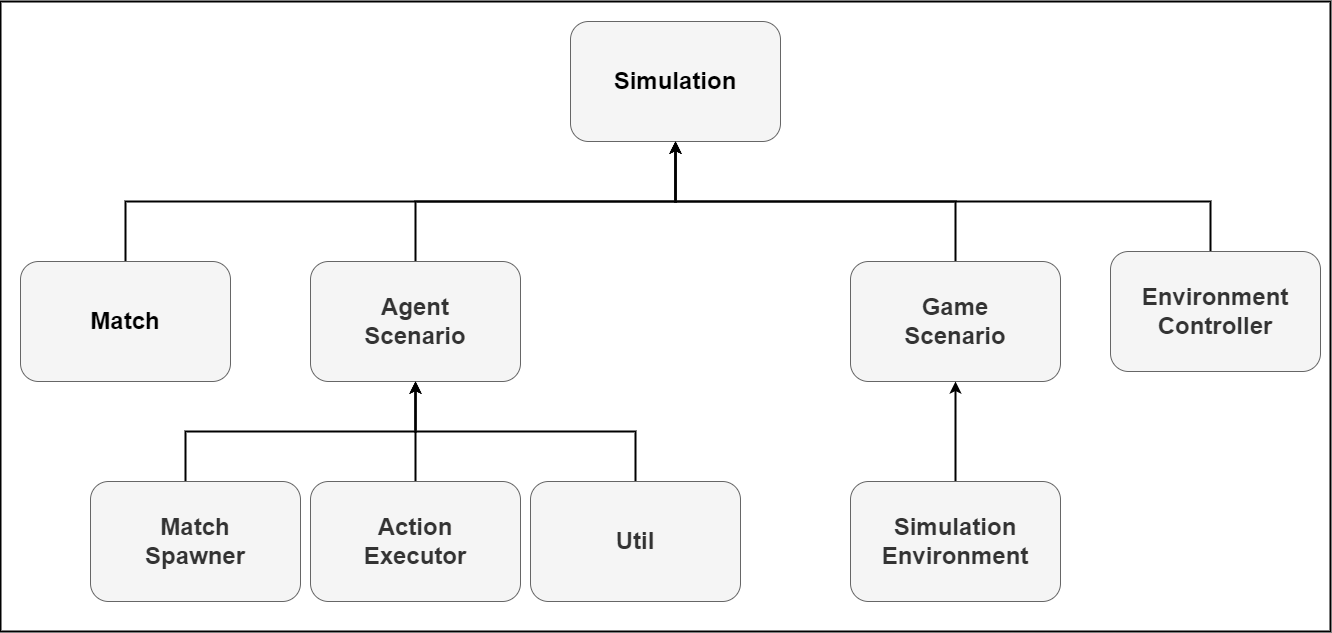 Simulation
Match
Agent
Scenario
Game
Scenario
Environment
Controller
Match
Spawner
Action
Executor
Util
Simulation
Environment